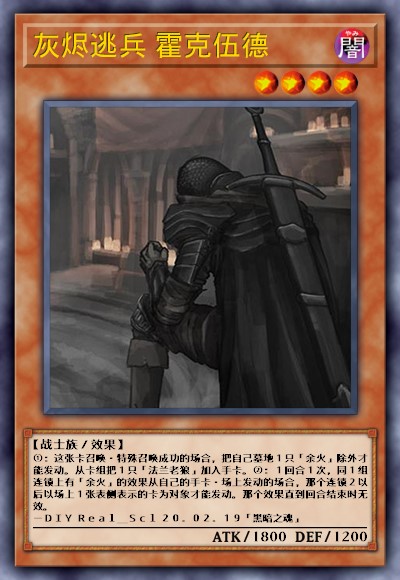 灰烬逃兵 霍克伍德
やみ
闇
【战士族／效果】
①：这张卡召唤·特殊召唤成功的场合，把自己墓地１只「余火」除外才
能发动。从卡组把１只「法兰老狼」加入手卡。②：１回合１次，同１组
连锁上有「余火」的效果从自己的手卡·场上发动的场合，那个连锁２以
后以场上１张表侧表示的卡为对象才能发动。那个效果直到回合结束时无
效。
－ＤＩＹＲｅａｌ＿Ｓｃｌ２０．０２．１９「黑暗之魂」
ATK/1800 DEF/1200